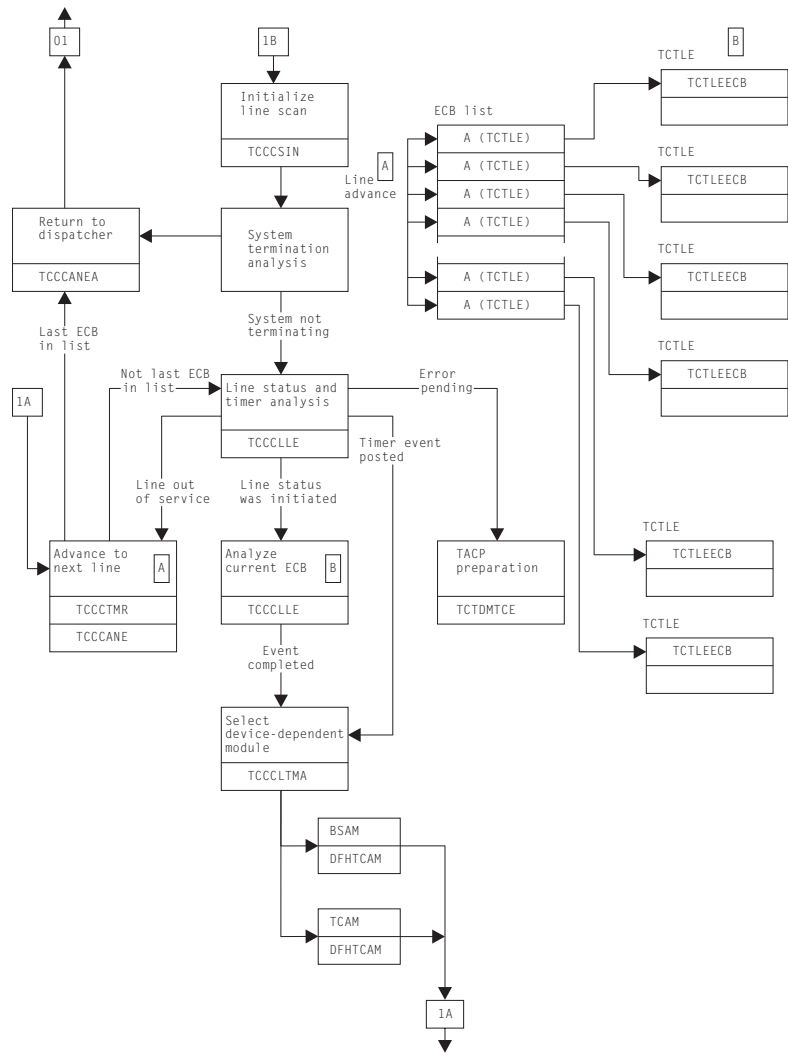 01
1B
B
TCTLE
Initialize
line scan
TCCCSIN
ECB list
TCTLEECB
A (TCTLE)
A (TCTLE)
A (TCTLE)
A (TCTLE)
A
Line
advance
TCTLE
TCTLEECB
Return to
dispatcher
TCCCANEA
System
termination
analysis
TCTLE
TCTLEECB
A (TCTLE)
A (TCTLE)
System not
terminating
Last ECB
in list
TCTLE
TCTLEECB
Not last ECB
in list
Line status and
timer analysis
TCCCLLE
Error
pending
1A
Timer event
posted
Line out
of service
Line status
was initiated
Advance to
next line
A
TCCCTMR
TCCCANE
Analyze
current ECB
B
TCCCLLE
TACP
preparation
TCTDMTCE
TCTLE
TCTLEECB
TCTLE
TCTLEECB
Event
completed
Select
device-dependent
module
TCCCLTMA
BSAM
DFHTCAM
TCAM
DFHTCAM
1A